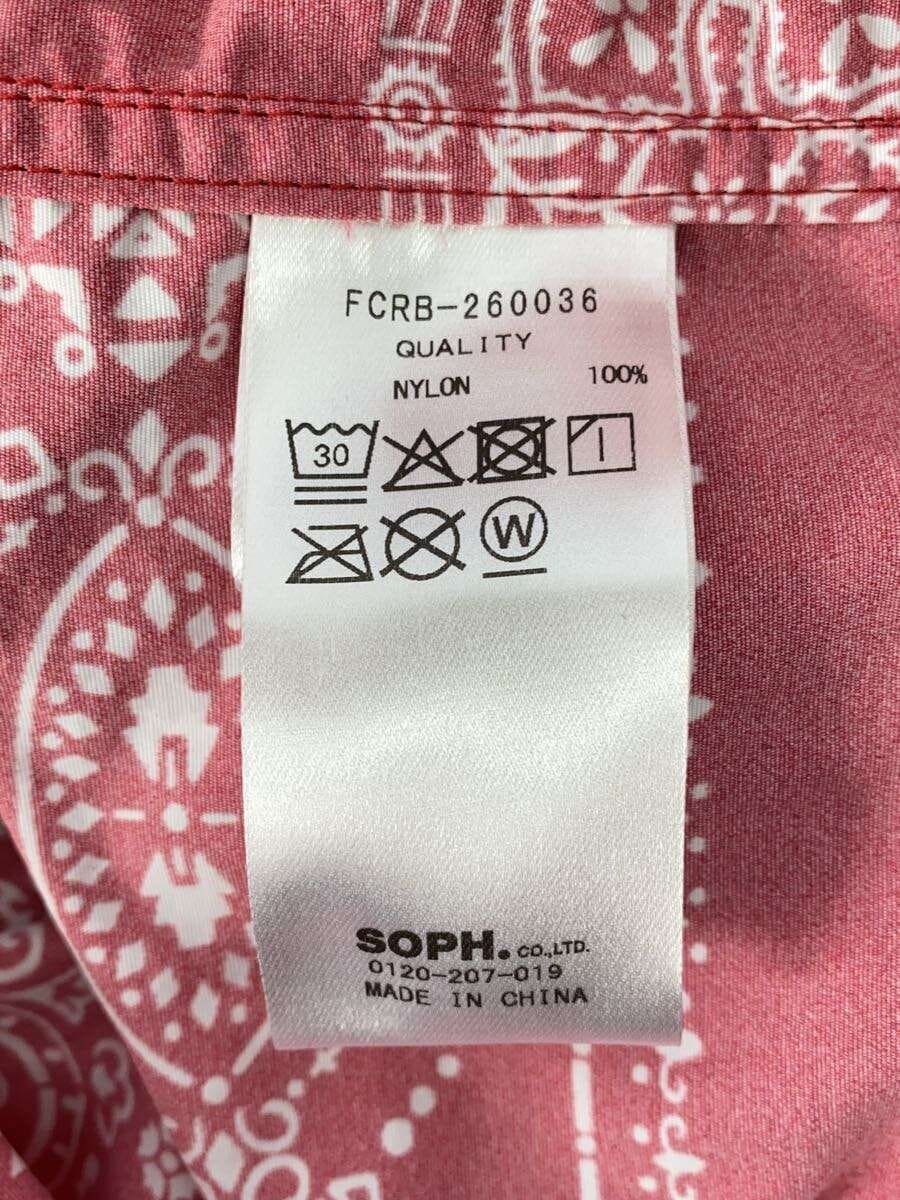 FCRB-260036
QUALITY
NYLON 100%
30
W
SOPH. CO.,LTD.
0120-207-019
MADE IN CHINA